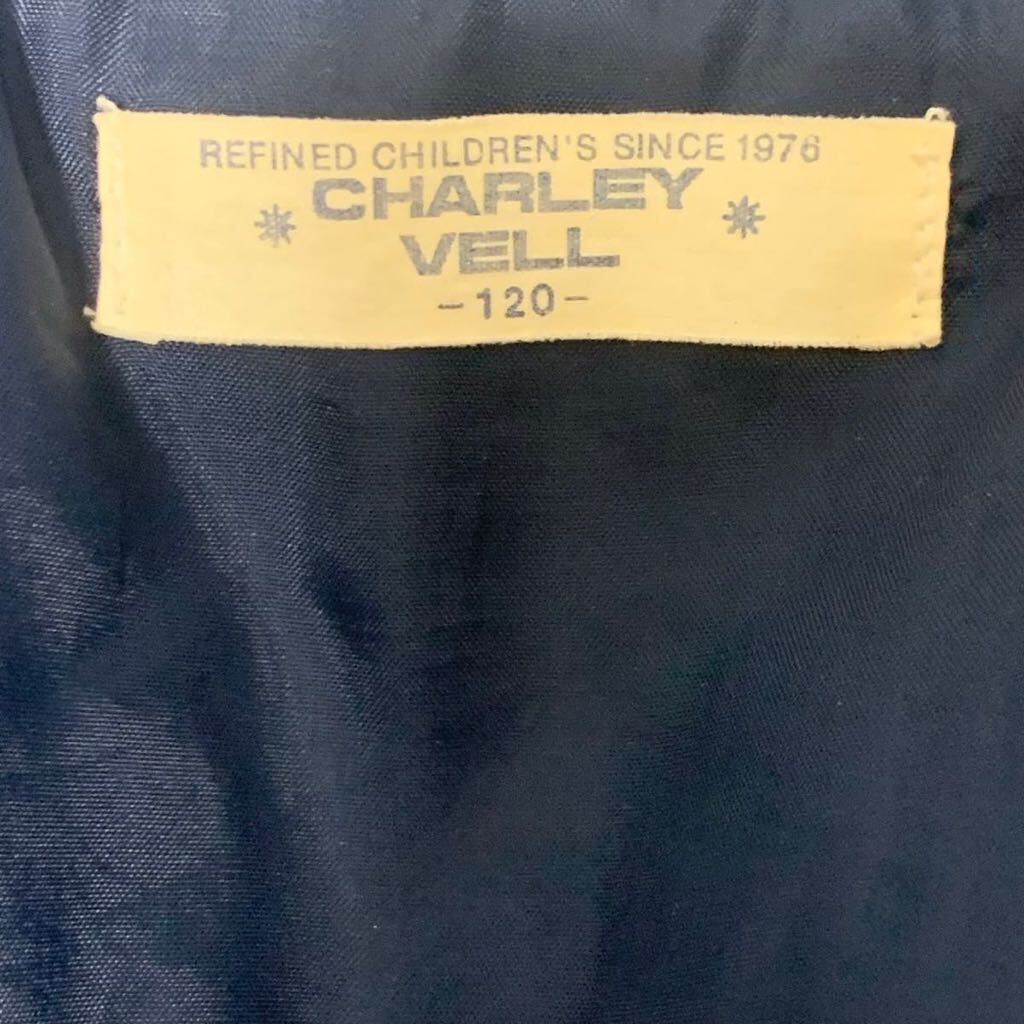 REFINED CHILDREN'S SINCE 1976
CHARLEY
VELL
-120-